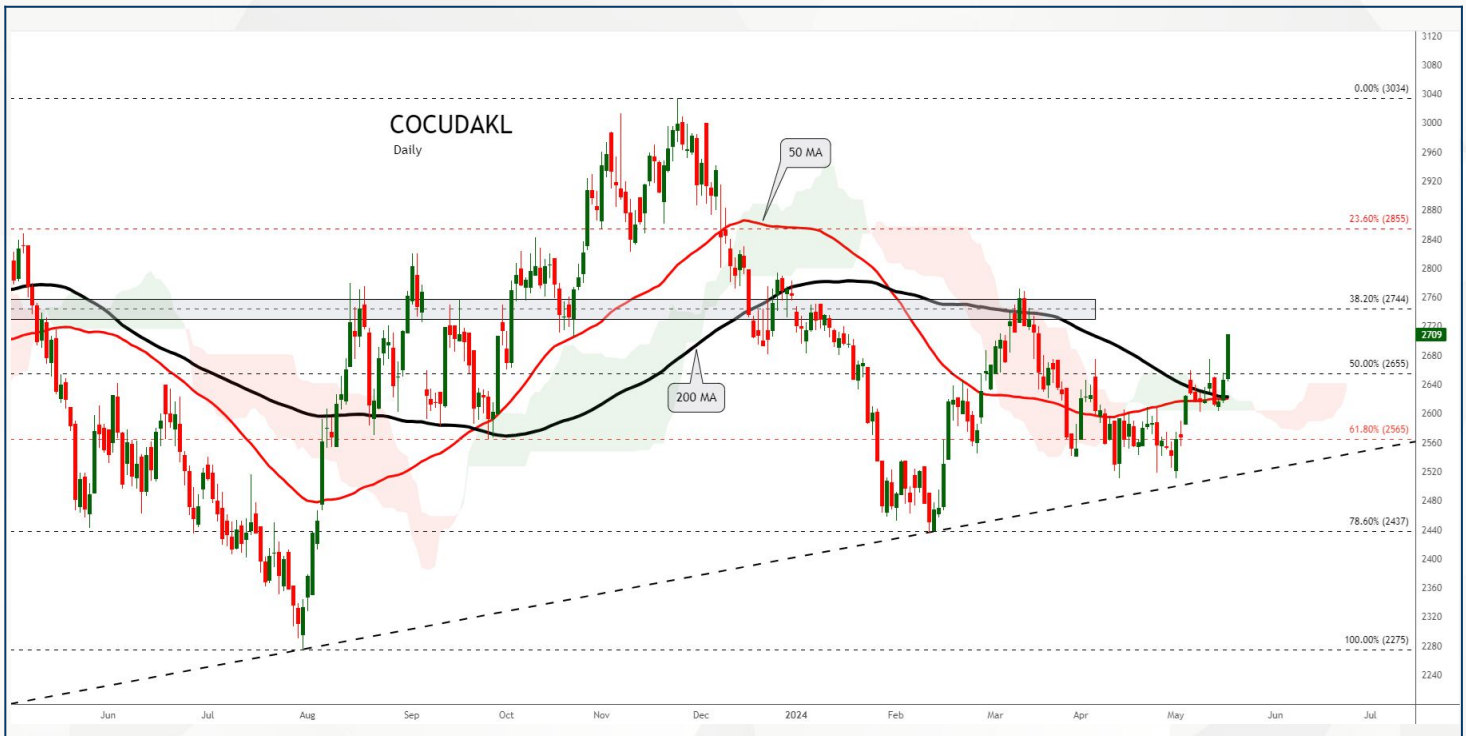 COCUDAKL
Daily
50 MA
200 MA
0.00% (3034)
23.60% (2855)
38.20% (2744)
50.00% (2655)
61.80% (2565)
78.60% (2437)
100.00% (2275)
3120
3080
3040
3000
2960
2920
2880
2840
2800
2760
2720
2709
2680
2640
2600
2560
2520
2480
2440
2400
2360
2320
2280
2240
Jun
Jul
Aug
Sep
Oct
Nov
Dec
2024
Feb
Mar
Apr
May
Jun
Jul